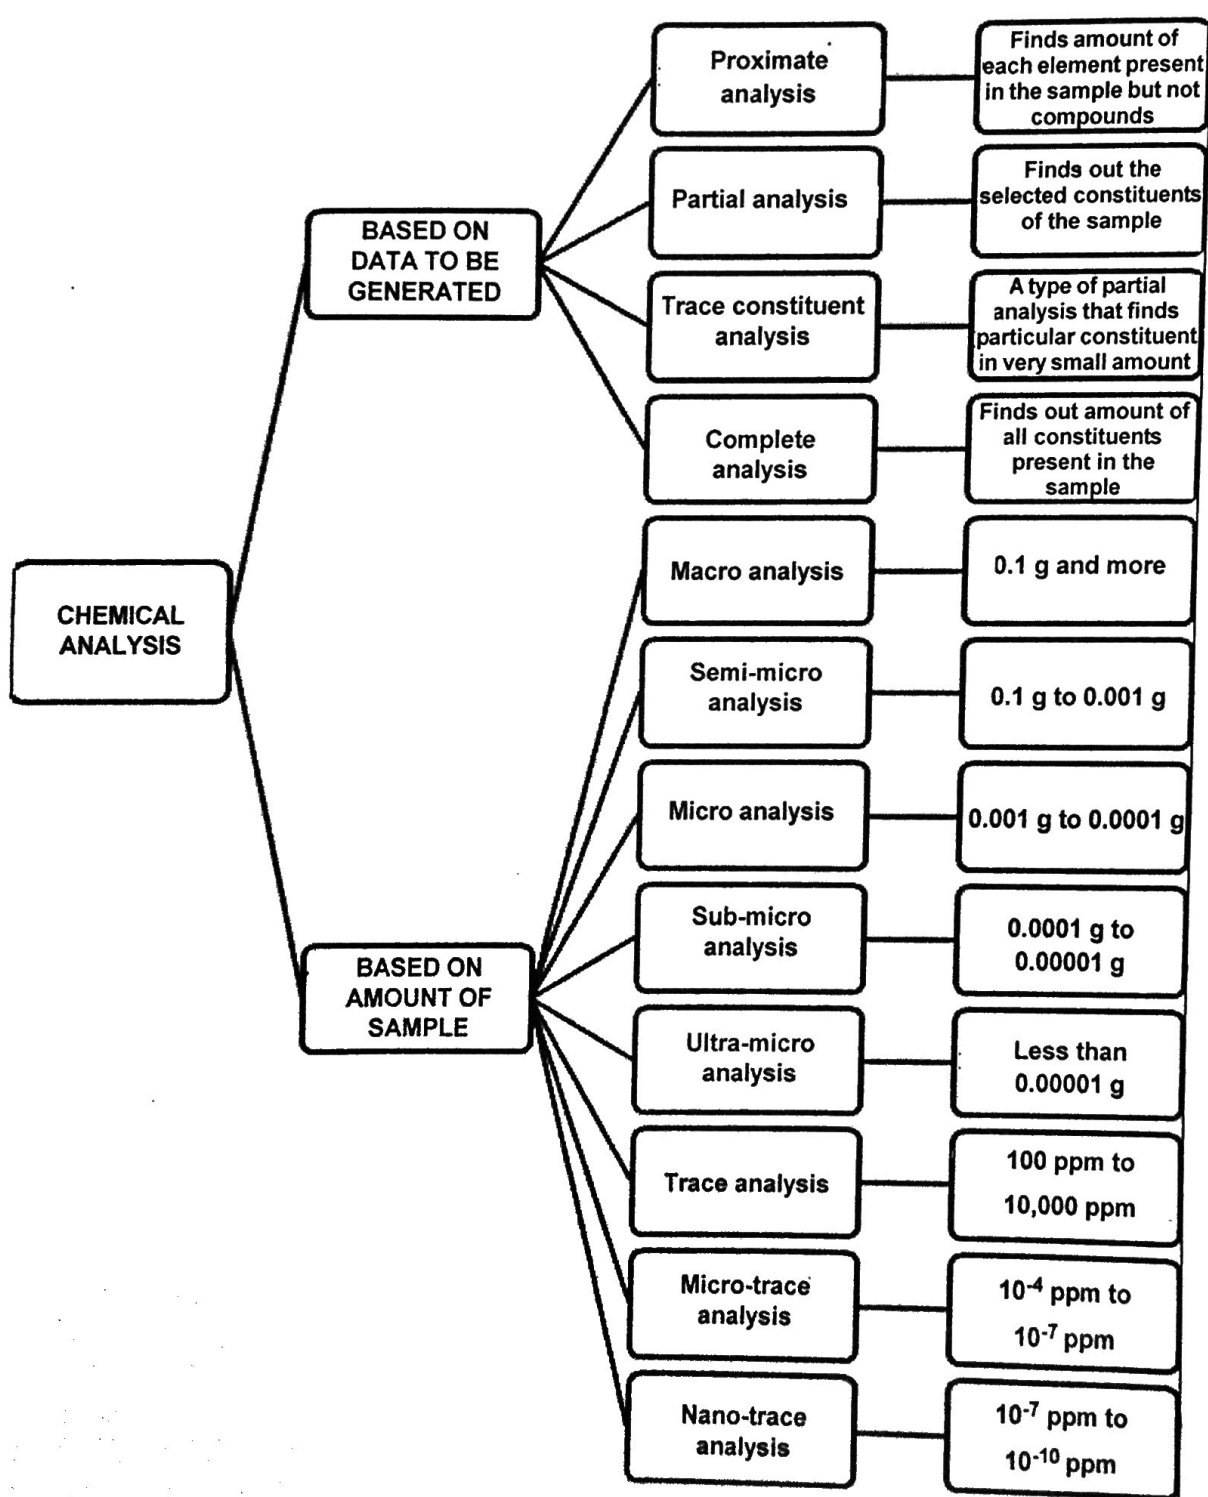 CHEMICAL
ANALYSIS
BASED ON
DATA TO BE
GENERATED
Proximate
analysis
Finds amount of
each element present
in the sample but not
compounds
Partial analysis
Finds out the
selected constituents
of the sample
Trace constituent
analysis
A type of partial
analysis that finds
particular constituent
in very small amount
Complete
analysis
Finds out amount of
all constituents
present in the
sample
BASED ON
AMOUNT OF
SAMPLE
Macro analysis
0.1 g and more
Semi-micro
analysis
0.1 g to 0.001 g
Micro analysis
0.001 g to 0.0001 g
Sub-micro
analysis
0.0001 g to
0.00001 g
Ultra-micro
analysis
Less than
0.00001 g
Trace analysis
100 ppm to
10,000 ppm
Micro-trace
analysis
10⁻⁴ ppm to
10⁻⁷ ppm
Nano-trace
analysis
10⁻⁷ ppm to
10⁻¹⁰ ppm